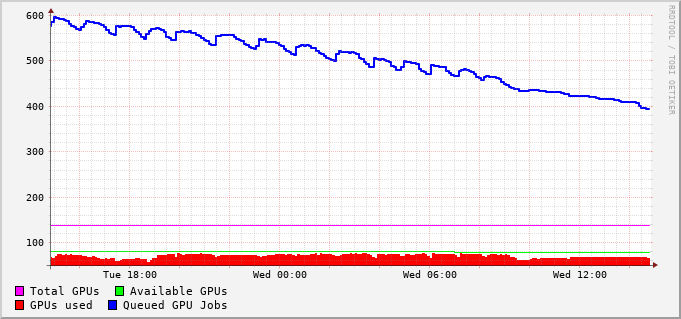 600
500
400
300
200
100
Tue 18:00 Wed 00:00 Wed 06:00 Wed 12:00
Total GPUs Available GPUs
GPUs used Queued GPU Jobs
RRDTOOL / TOBI OETIKER